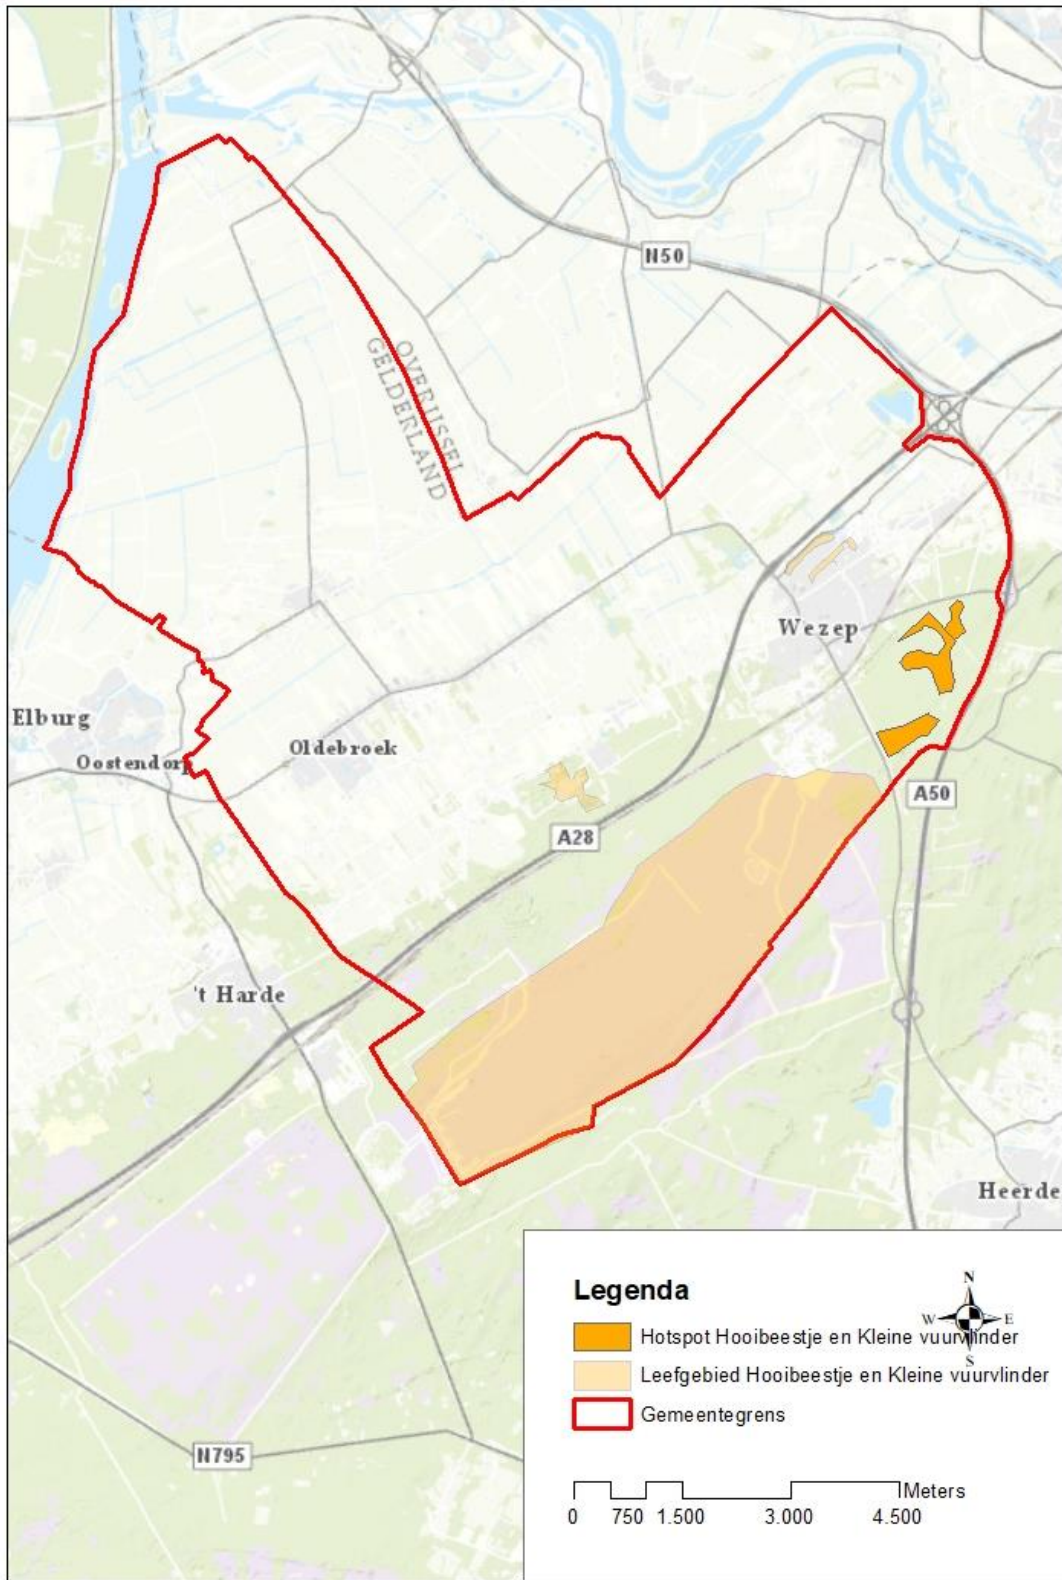 N50
OVERIJSSEL
GELDERLAND
Wezep
Elburg
Oostendorp
Oldebroek
A50
A28
't Harde
Heerde
N795
Legenda
N
W E
S
Hotspot Hooibeestje en Kleine vuurvlinder
Leefgebied Hooibeestje en Kleine vuurvlinder
Gemeentegrens
Meters
0 750 1.500 3.000 4.500